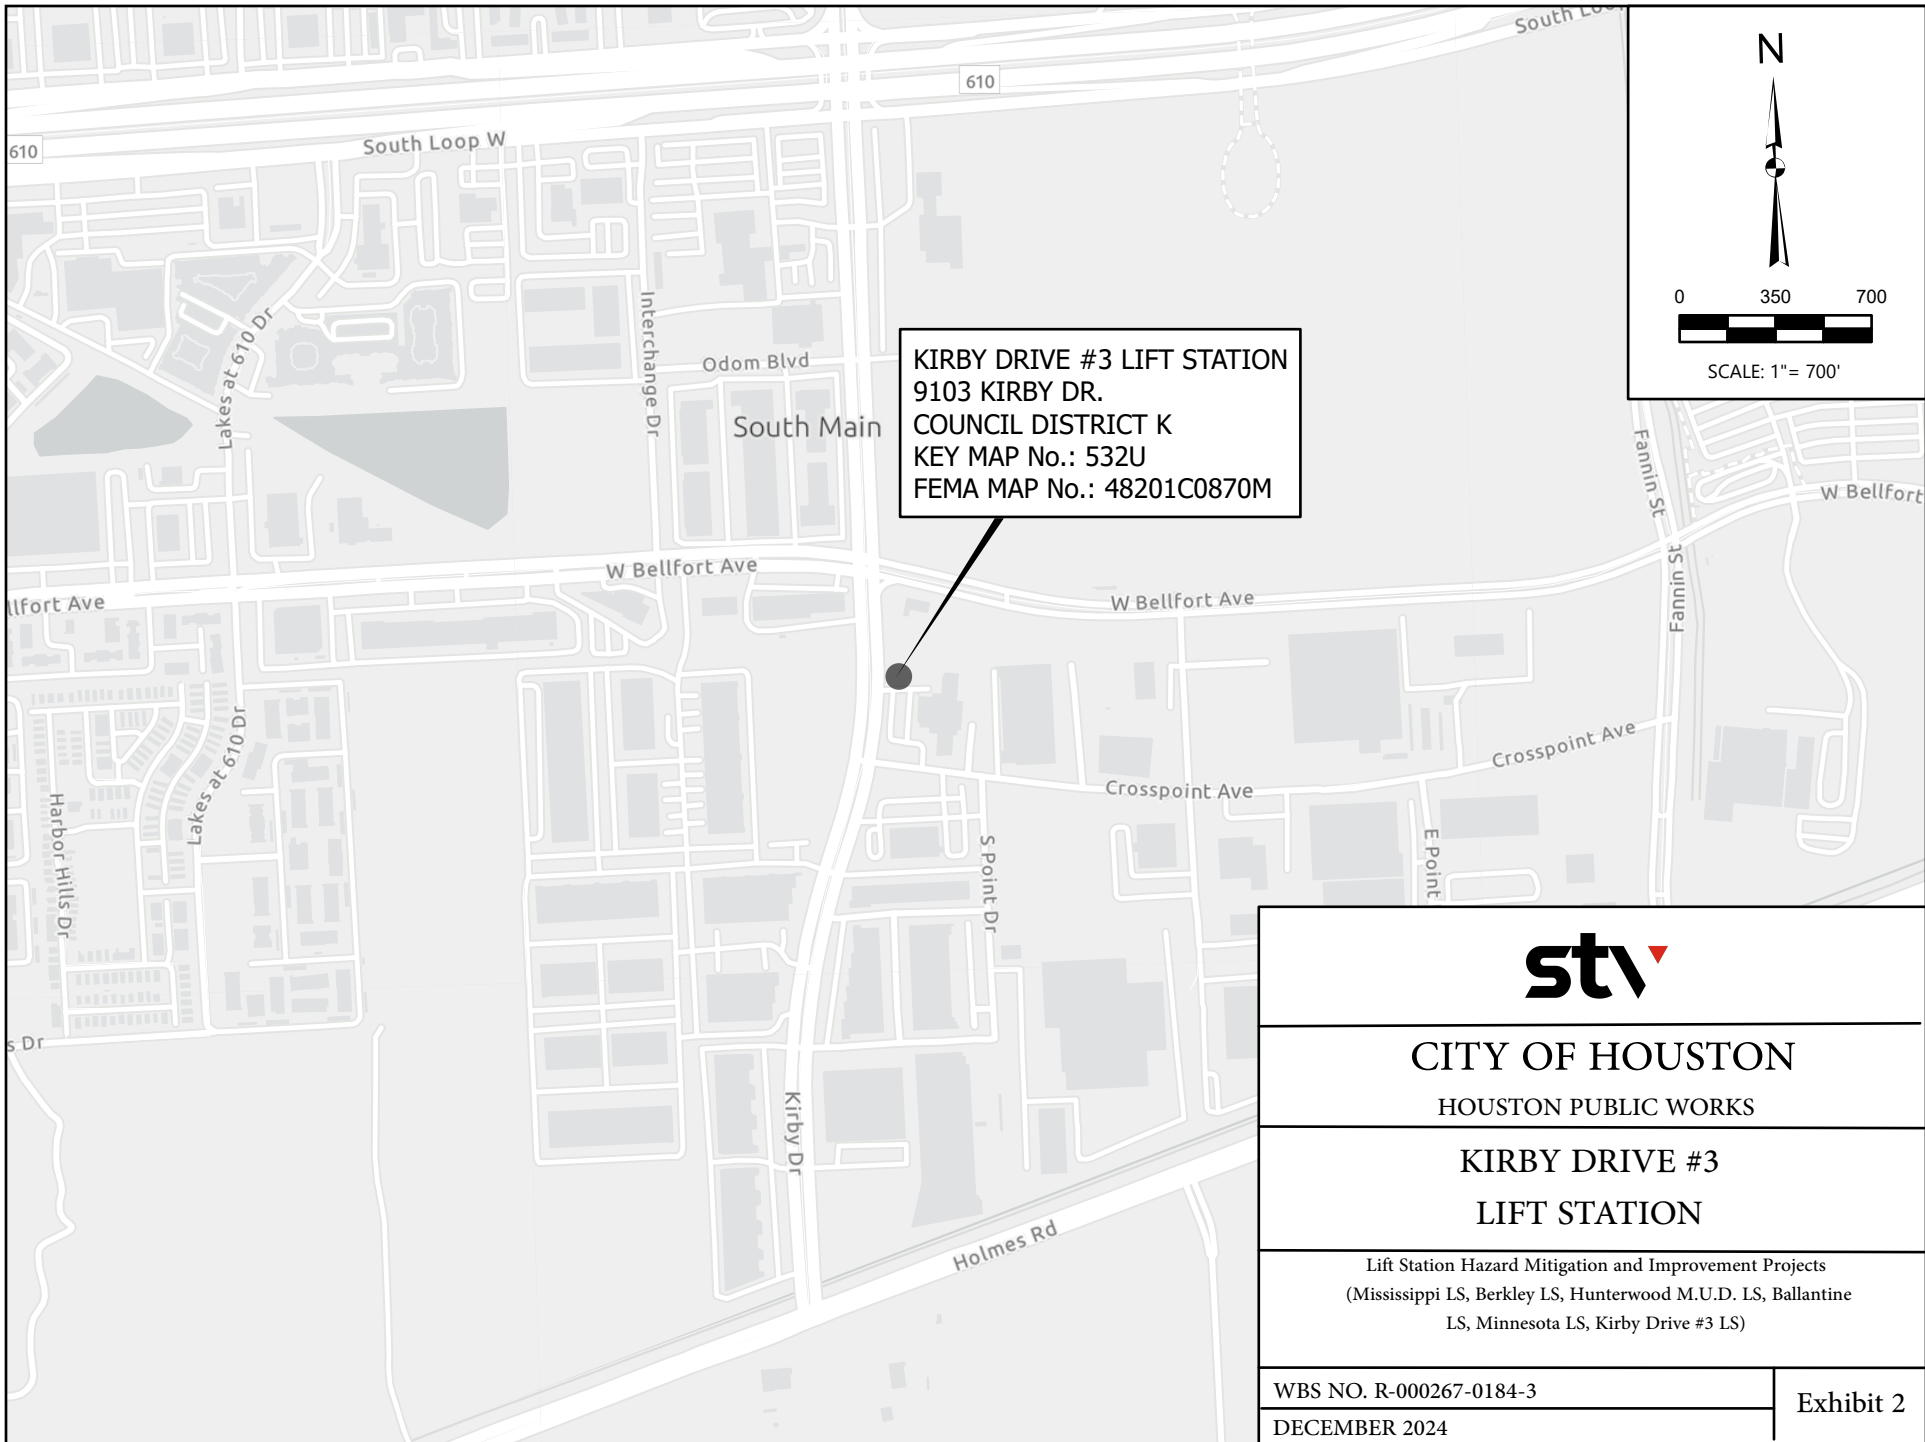 South Loop
610
610
South Loop W
N
0 350 700
SCALE: 1"= 700'
Lakes at 610 Dr
Interchange Dr
Odom Blvd
South Main
KIRBY DRIVE #3 LIFT STATION
9103 KIRBY DR.
COUNCIL DISTRICT K
KEY MAP No.: 532U
FEMA MAP No.: 48201C0870M
Fannin St
W Bellfort
W Bellfort Ave
llfort Ave
W Bellfort Ave
Fannin St
Lakes at 610 Dr
Harbor Hills Dr
Crosspoint Ave
Crosspoint Ave
S Point Dr
E Point
s Dr
Kirby Dr
Holmes Rd
stv
CITY OF HOUSTON
HOUSTON PUBLIC WORKS
KIRBY DRIVE #3
LIFT STATION
Lift Station Hazard Mitigation and Improvement Projects
(Mississippi LS, Berkley LS, Hunterwood M.U.D. LS, Ballantine
LS, Minnesota LS, Kirby Drive #3 LS)
WBS NO. R-000267-0184-3
DECEMBER 2024
Exhibit 2